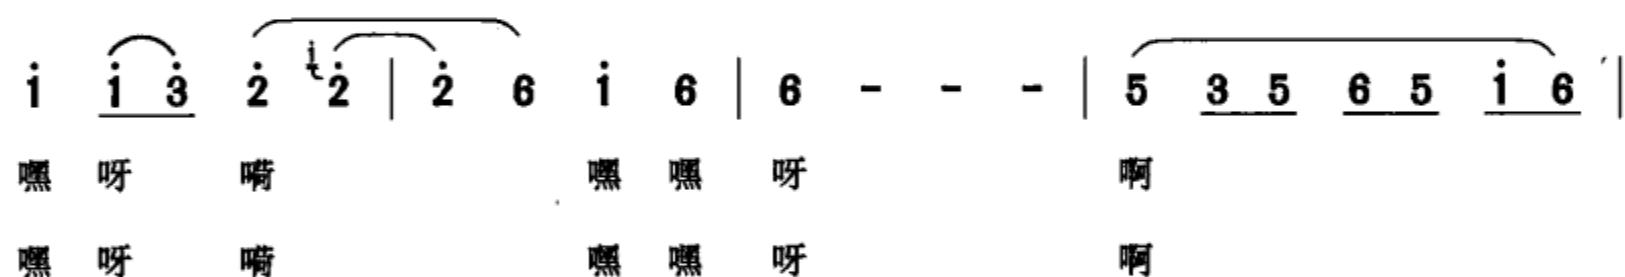 i̇ i̇ 3̇ 2̇ i̇ 2̇ | 2̇ 6 i̇ 6 | 6 - - - | 5 3 5 6 5 i̇ 6 |
嘿 呀 嗬 嘿 嘿 呀 啊
嘿 呀 嗬 嘿 嘿 呀 啊